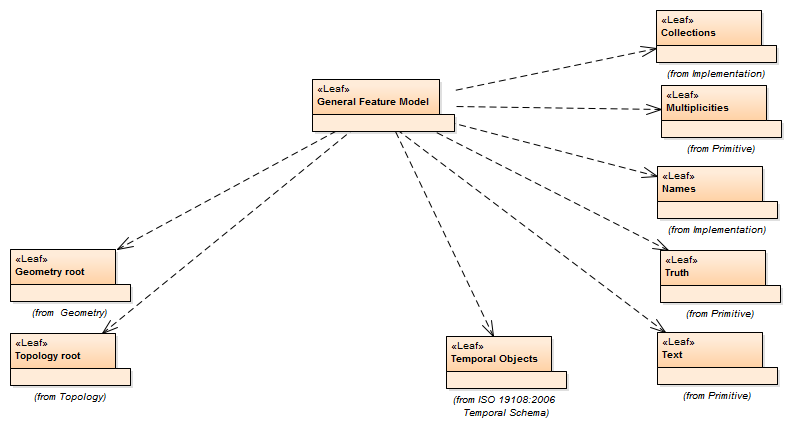 «Leaf»
Collections
(from Implementation)
«Leaf»
General Feature Model
«Leaf»
Multiplicities
(from Primitive)
«Leaf»
Names
(from Implementation)
«Leaf»
Geometry root
(from  Geometry)
«Leaf»
Truth
(from Primitive)
«Leaf»
Topology root
(from Topology)
«Leaf»
Temporal Objects
(from ISO 19108:2006
Temporal Schema)
«Leaf»
Text
(from Primitive)